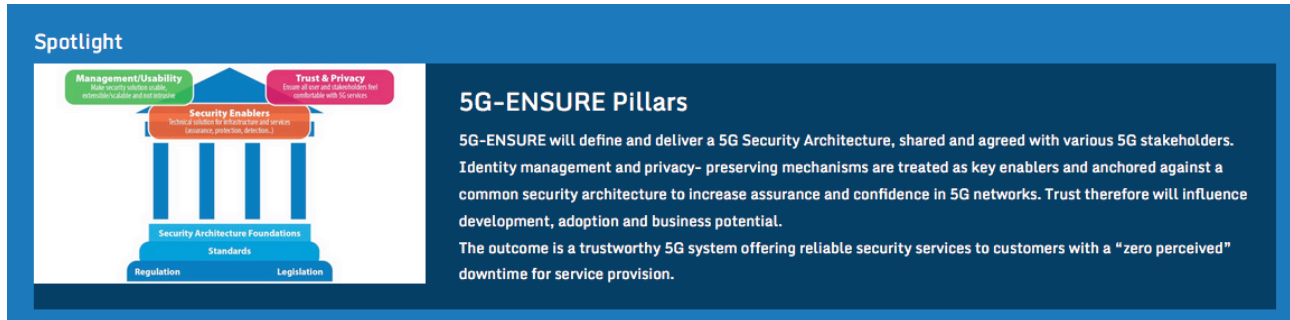 Spotlight
Management/Usability
Make security solution usable,
extensible/scalable and not intrusive
Trust & Privacy
Ensure all user and stakeholders feel
comfortable with 5G services
Security Enablers
Technical solution for infrastructure and services
(assurance, protection, detection..)
Security Architecture Foundations
Standards
Regulation
Legislation
5G-ENSURE Pillars
5G-ENSURE will define and deliver a 5G Security Architecture, shared and agreed with various 5G stakeholders.
Identity management and privacy- preserving mechanisms are treated as key enablers and anchored against a
common security architecture to increase assurance and confidence in 5G networks. Trust therefore will influence
development, adoption and business potential.
The outcome is a trustworthy 5G system offering reliable security services to customers with a “zero perceived”
downtime for service provision.